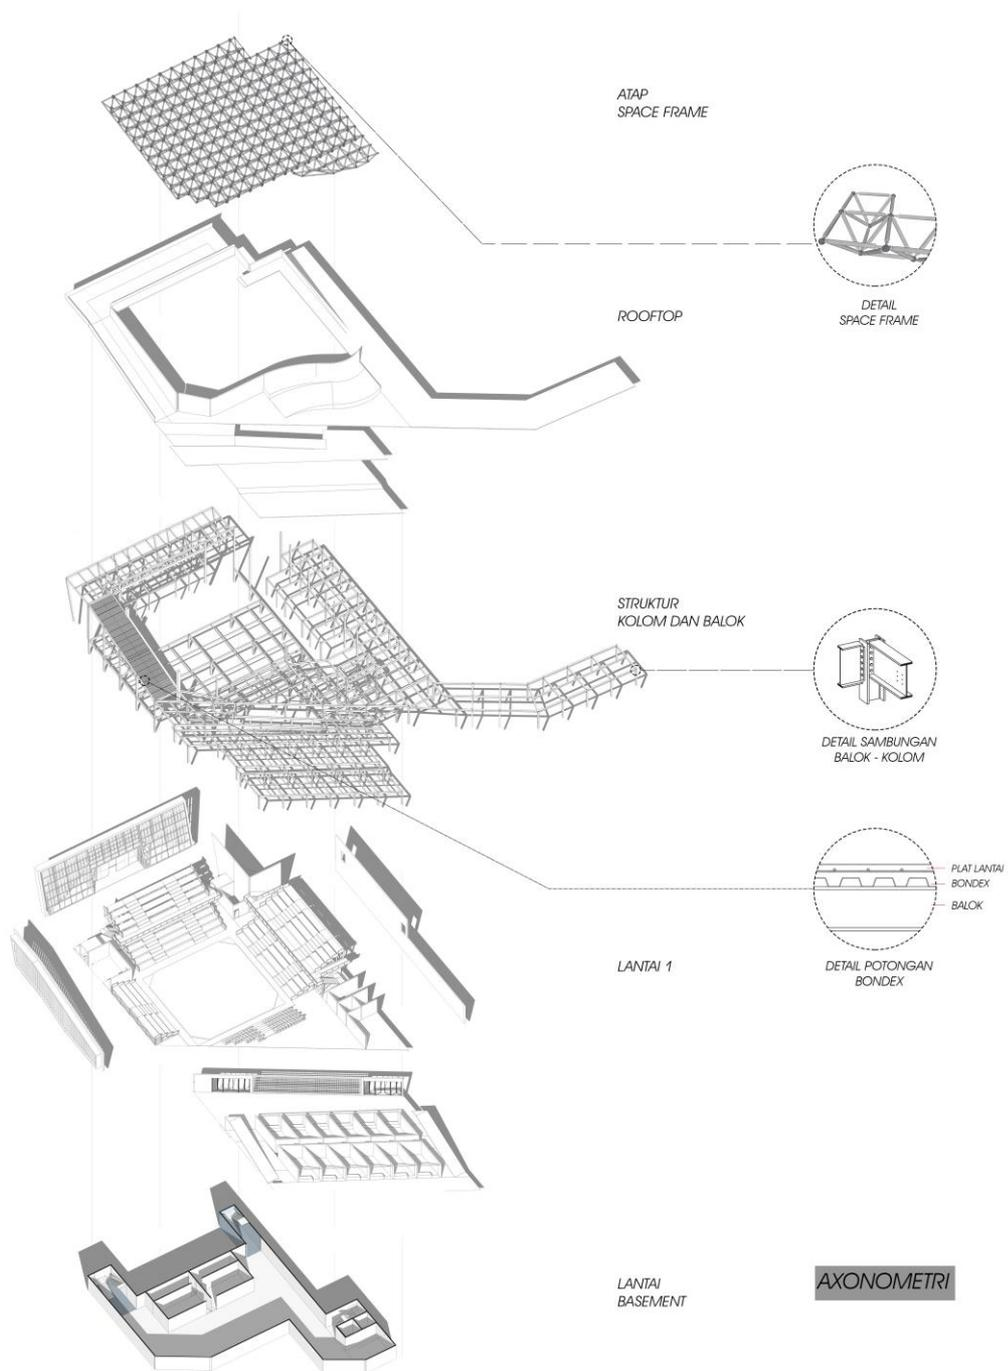 ATAP
SPACE FRAME
DETAIL
SPACE FRAME
ROOFTOP
STRUKTUR
KOLOM DAN BALOK
DETAIL SAMBUNGAN
BALOK - KOLOM
PLAT LANTAI
BONDEX
BALOK
LANTAI 1
DETAIL POTONGAN
BONDEX
LANTAI
BASEMENT
AXONOMETRI